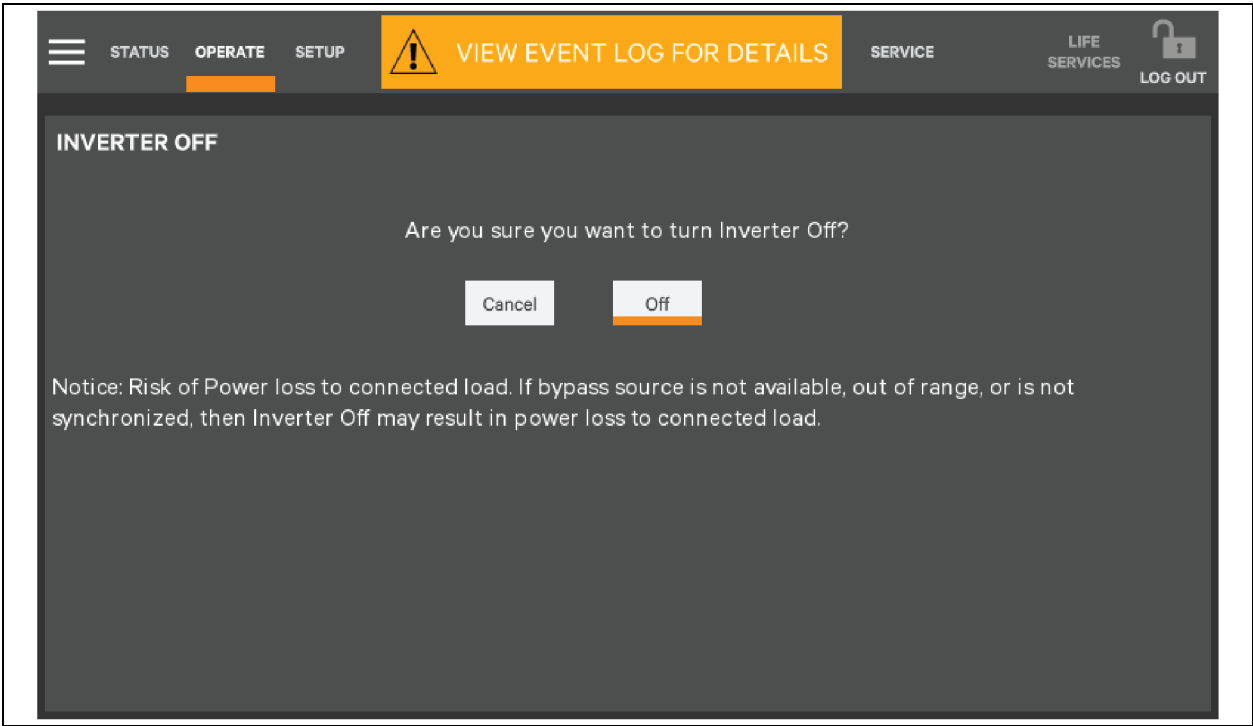 STATUS OPERATE SETUP VIEW EVENT LOG FOR DETAILS SERVICE LIFE
SERVICES
LOG OUT
INVERTER OFF
Are you sure you want to turn Inverter Off?
Cancel Off
Notice: Risk of Power loss to connected load. If bypass source is not available, out of range, or is not
synchronized, then Inverter Off may result in power loss to connected load.